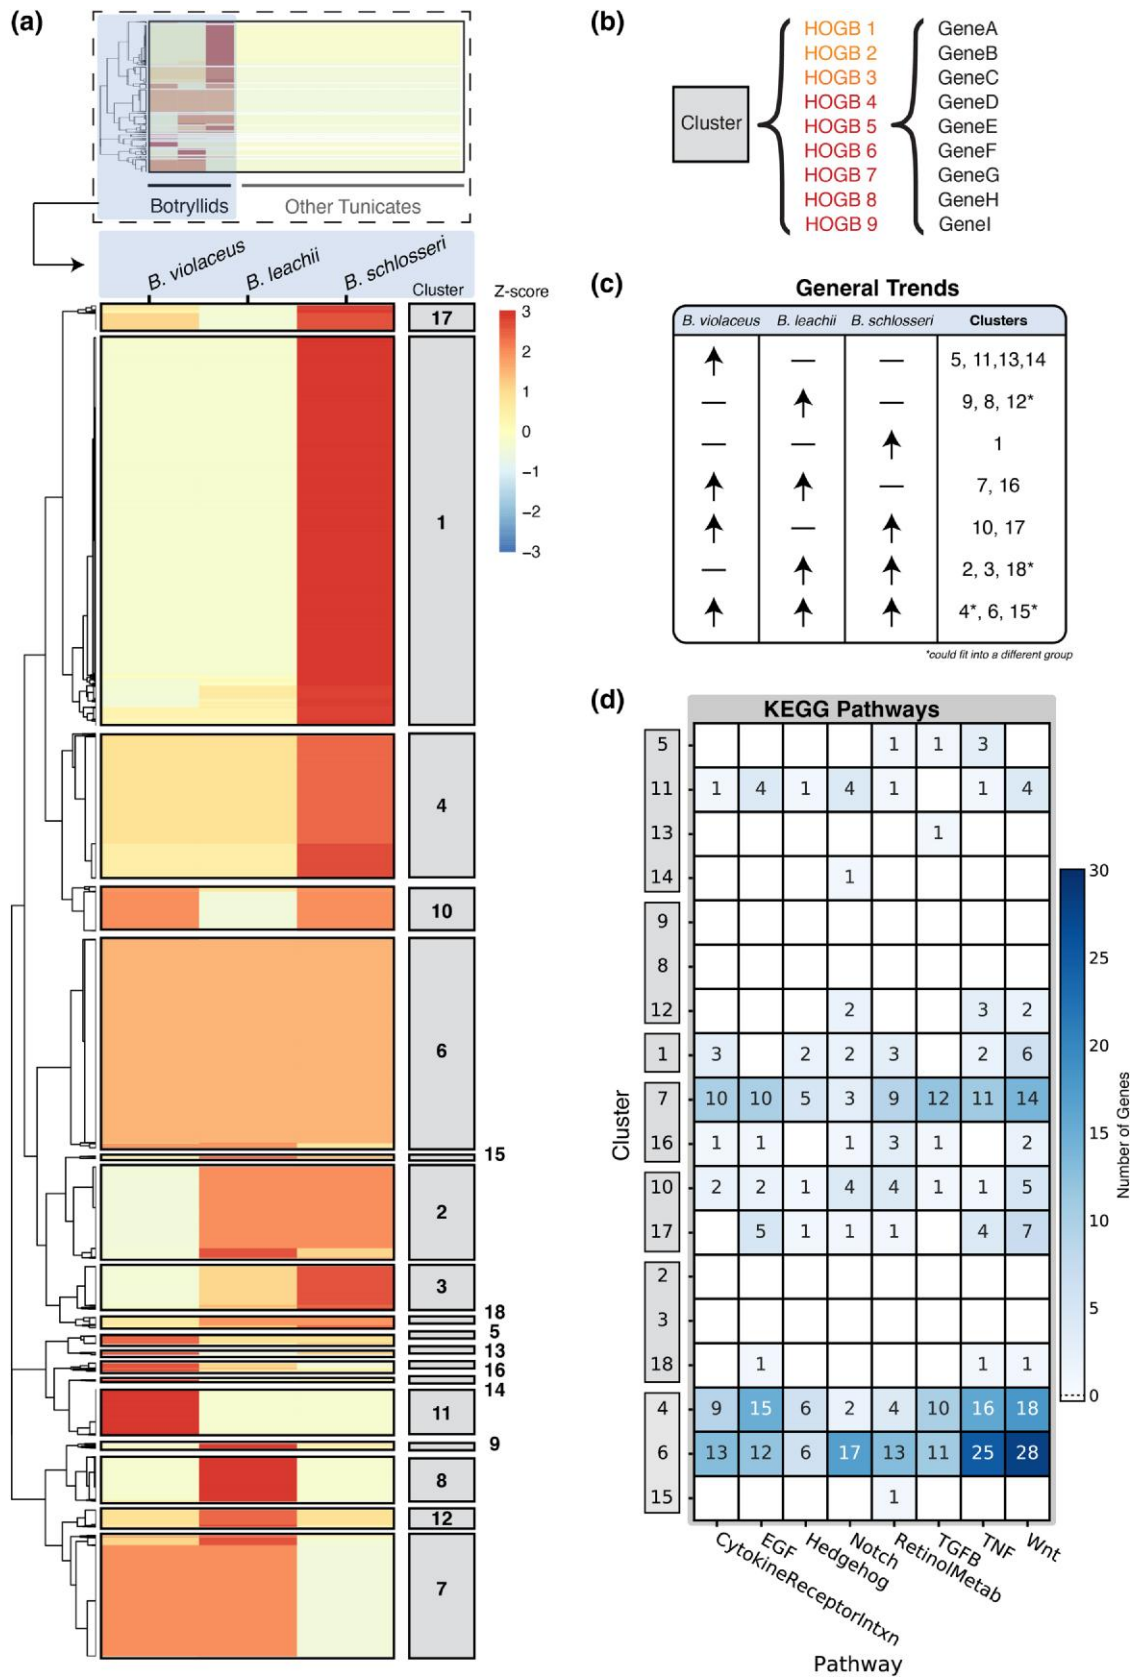 (a)
Botryllids
Other Tunicates
B. violaceus
B. leachii
B. schlosseri
Cluster
Z-score
17
1
4
10
6
15
2
3
18
5
13
16
14
11
9
8
12
7
3
2
1
0
−1
−2
−3
(b)
Cluster
HOGB 1
HOGB 2
HOGB 3
HOGB 4
HOGB 5
HOGB 6
HOGB 7
HOGB 8
HOGB 9
GeneA
GeneB
GeneC
GeneD
GeneE
GeneF
GeneG
GeneH
GeneI
(c)
General Trends
B. violaceus B. leachii B. schlosseri Clusters
5, 11,13,14
9, 8, 12*
1
7, 16
10, 17
2, 3, 18*
4*, 6, 15*
*could fit into a different group
(d)
KEGG Pathways
5 1 1 3
11 1 4 1 4 1 1 4
13 1
14 1
9
8
12 2 3 2
1 3 2 2 3 2 6
7 10 10 5 3 9 12 11 14
16 1 1 1 3 1 2
10 2 2 1 4 4 1 1 5
17 5 1 1 1 4 7
2
3
18 1 1 1
4 9 15 6 2 4 10 16 18
6 13 12 6 17 13 11 25 28
15 1
Cluster
CytokineReceptorIntxn
EGF
Hedgehog
Notch
RetinolMetab
TGFB
TNF
Wnt
Pathway
30
25
20
15
10
5
0
Number of Genes